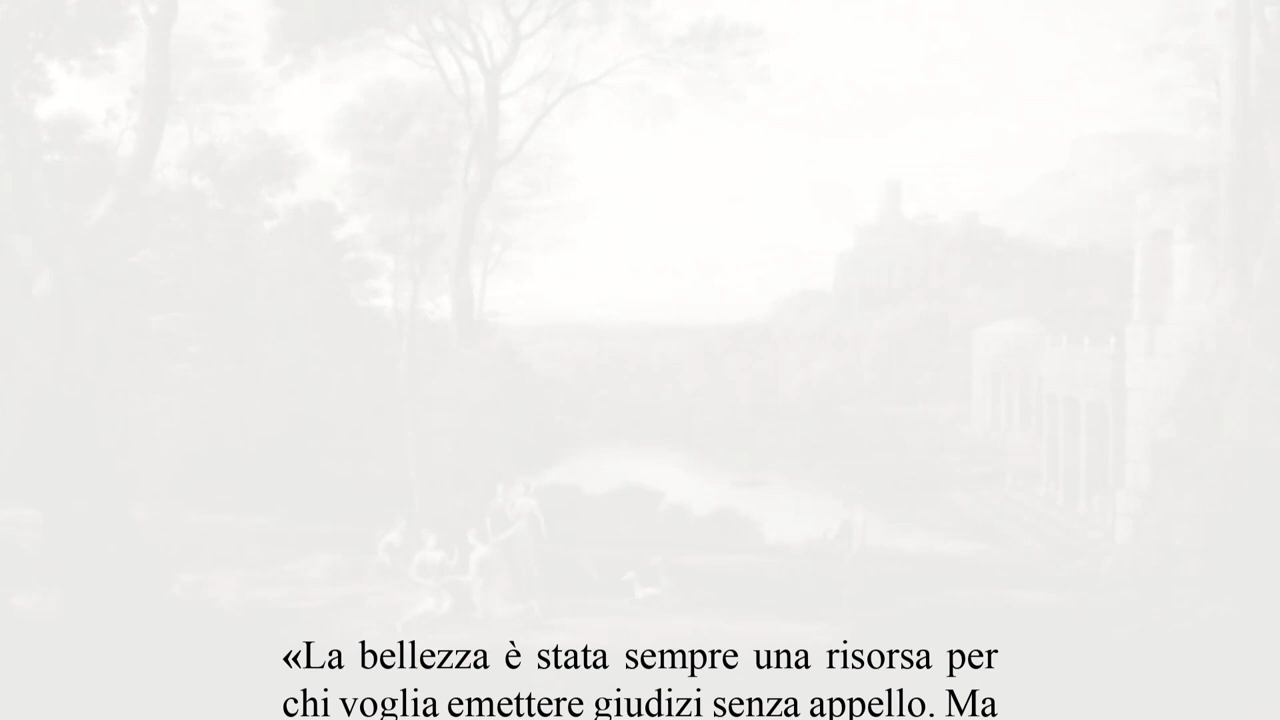 «La bellezza è stata sempre una risorsa per
chi voglia emettere giudizi senza appello. Ma